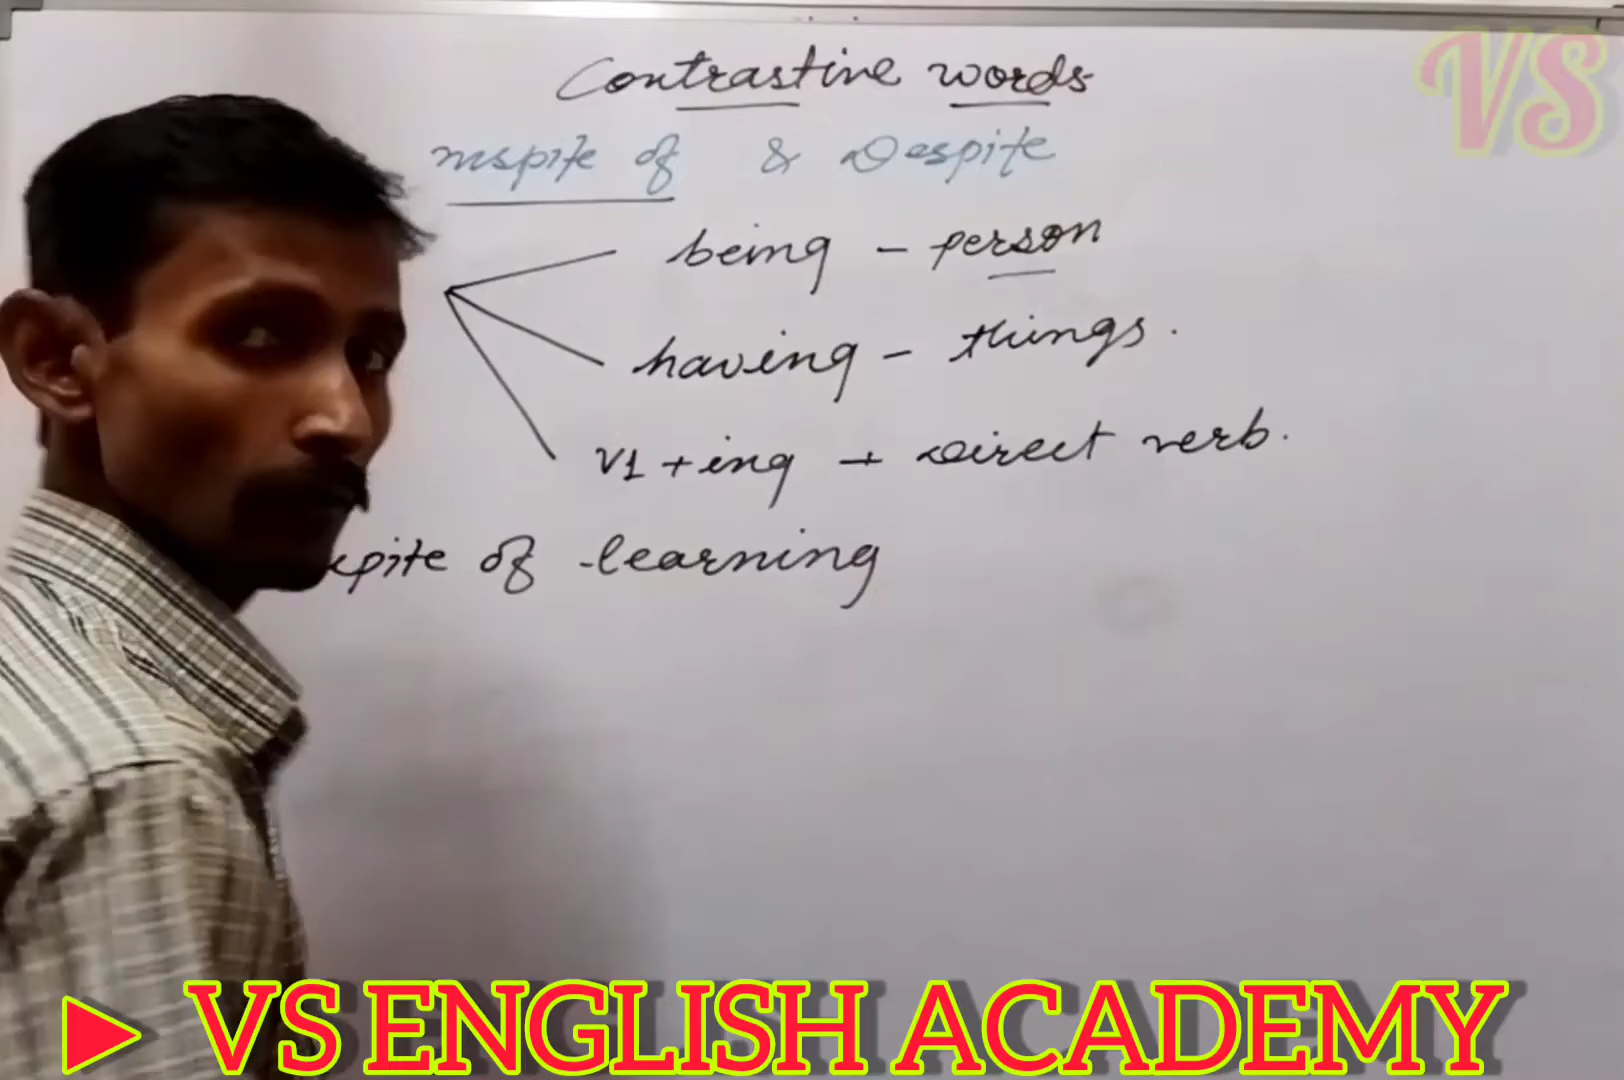 VS
Contrastive words
Inspite of & Despite
being - person
having - things.
V1 + ing → Direct verb.
spite of learning
VS ENGLISH ACADEMY